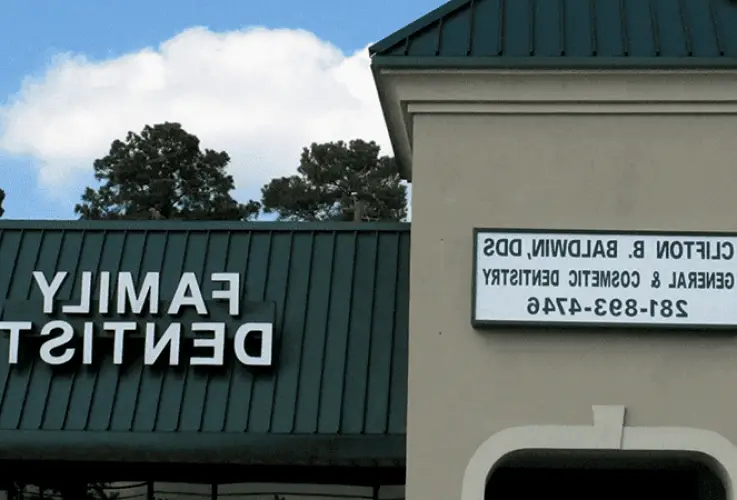 FAMILY
DENTIST
CLIFTON B. BALDWIN, DDS
GENERAL & COSMETIC DENTISTRY
281-893-4746